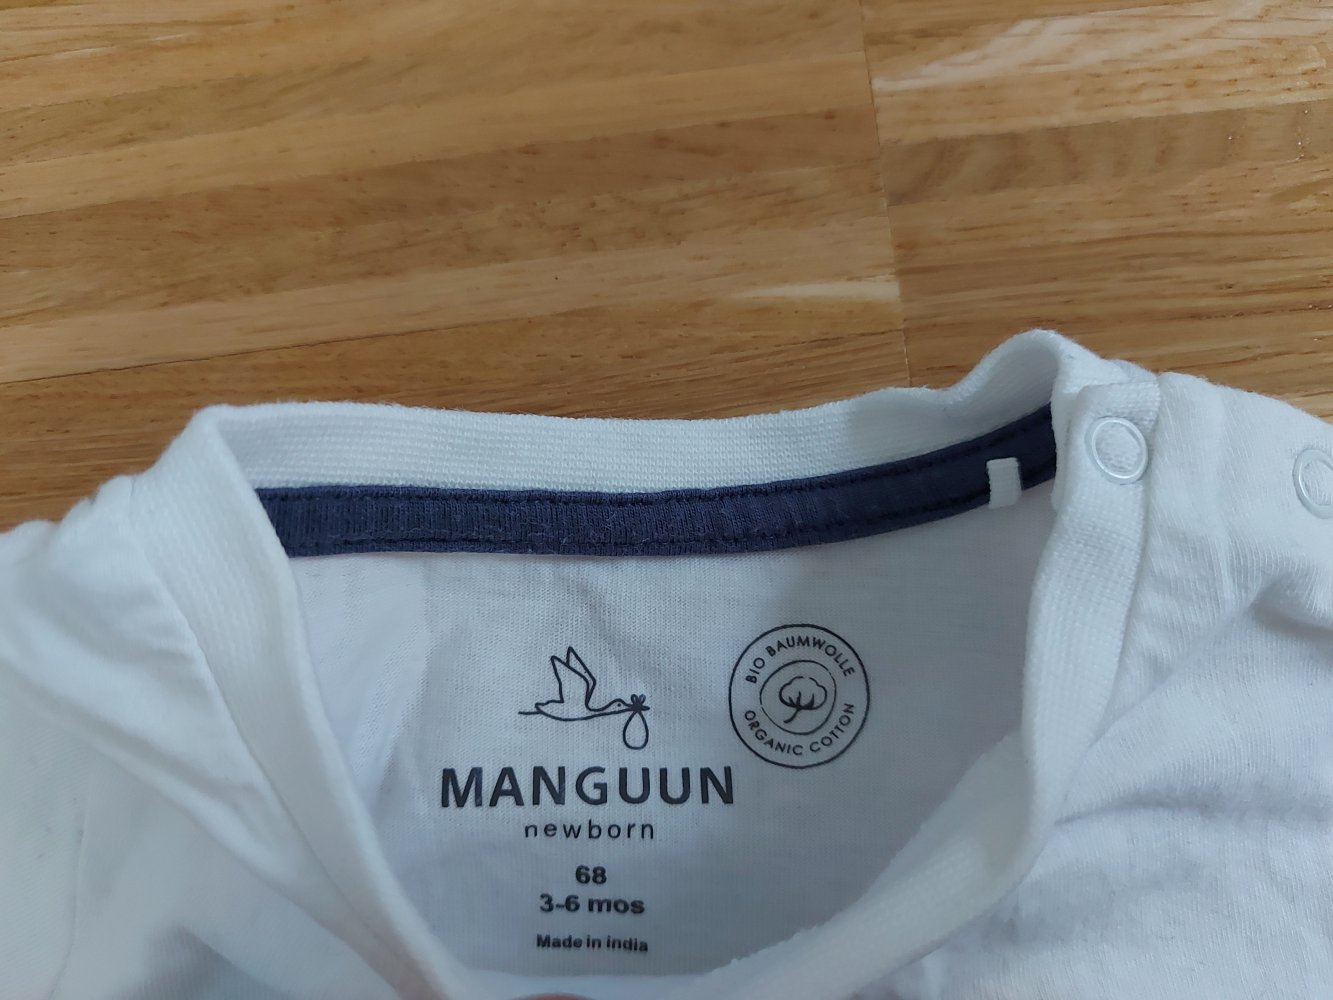 BIO BAUMWOLLE
ORGANIC COTTON
MANGUUN
newborn
68
3-6 mos
Made in india